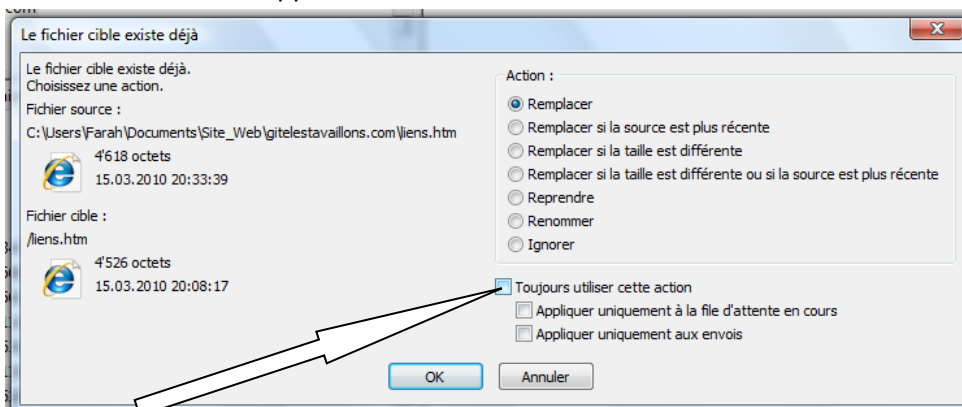 com
Le fichier cible existe déjà
Le fichier cible existe déjà.
Choisissez une action.
Fichier source :
C:\Users\Farah\Documents\Site_Web\gitelestavaillons.com\liens.htm
4'618 octets
15.03.2010 20:33:39
Fichier cible :
/liens.htm
4'526 octets
15.03.2010 20:08:17
Action :
Remplacer
Remplacer si la source est plus récente
Remplacer si la taille est différente
Remplacer si la taille est différente ou si la source est plus récente
Reprendre
Renommer
Ignorer
Toujours utiliser cette action
Appliquer uniquement à la file d'attente en cours
Appliquer uniquement aux envois
OK
Annuler